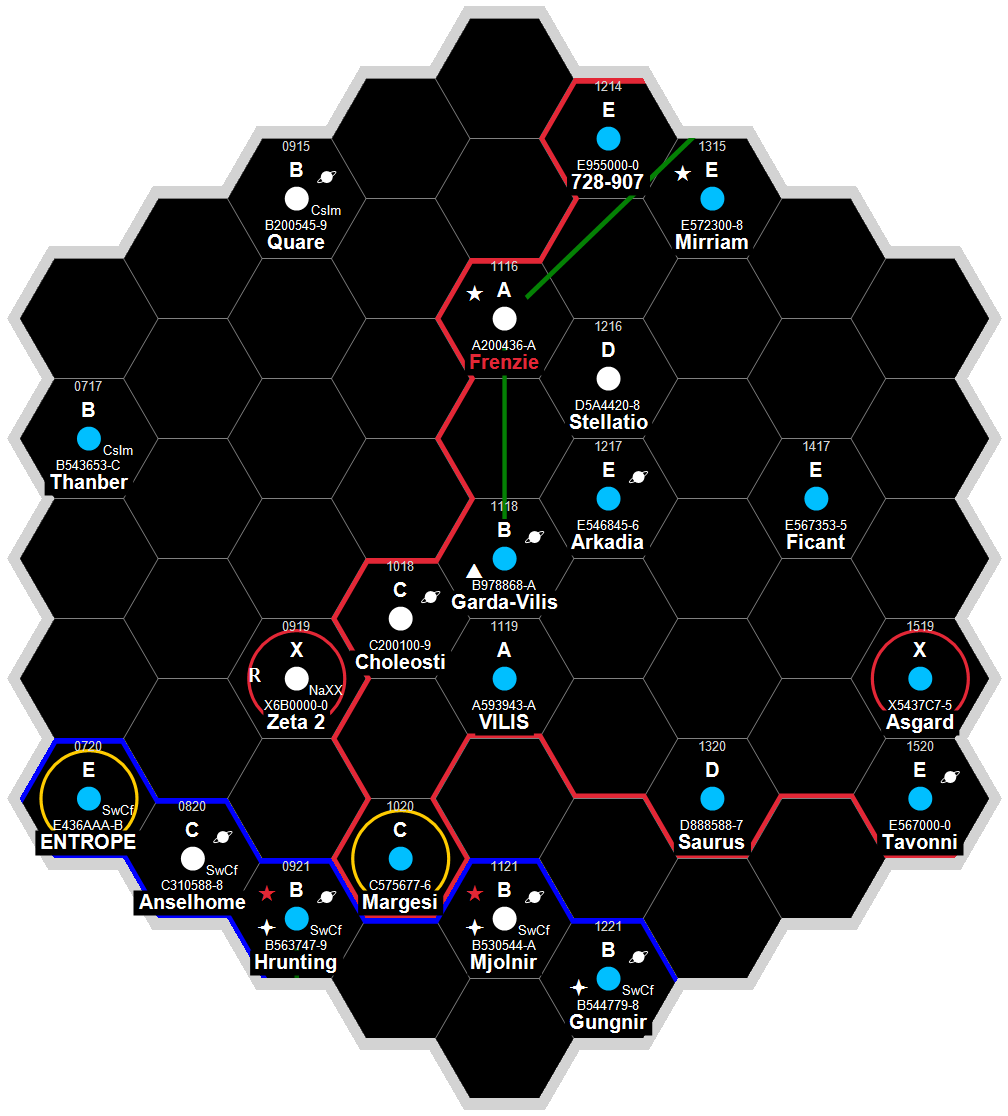 1214
E
E955000-0
728-907
0915
B
CsIm
B200545-9
Quare
1315
E
E572300-8
Mirriam
1116
A
A200436-A
Frenzie
1216
D
D5A4420-8
Stellatio
0717
B
CsIm
B543653-C
Thanber
1217
E
E546845-6
Arkadia
1417
E
E567353-5
Ficant
1118
B
B978868-A
Garda-Vilis
1018
C
C200100-9
Choleosti
0919
X
R
NaXX
X6B0000-0
Zeta 2
1119
A
A593943-A
VILIS
1519
X
X5437C7-5
Asgard
0720
E
SwCf
E436AAA-B
ENTROPE
1320
D
D888588-7
Saurus
1520
E
E567000-0
Tavonni
0820
C
SwCf
C310588-8
Anselhome
1020
C
C575677-6
Margesi
0921
B
SwCf
B563747-9
Hrunting
1121
B
SwCf
B530544-A
Mjolnir
1221
B
SwCf
B544779-8
Gungnir